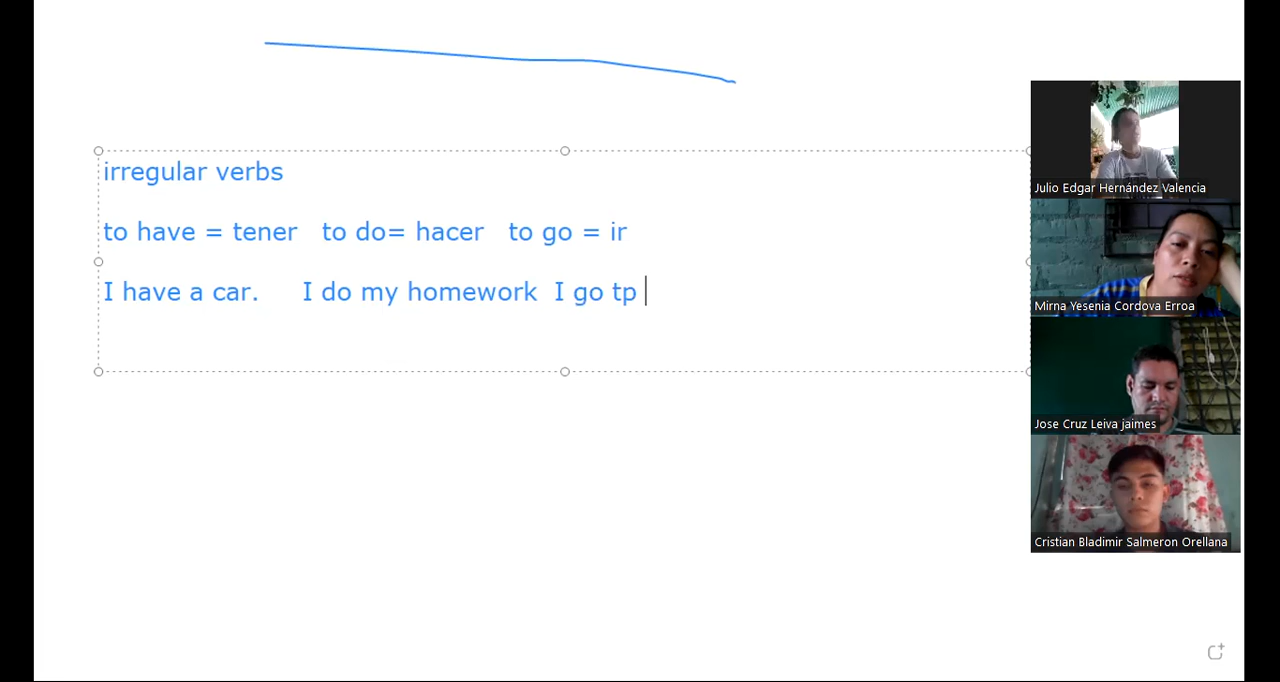 irregular verbs
to have = tener to do= hacer to go = ir
I have a car. I do my homework I go tp
Julio Edgar Hernández Valencia
Mirna Yesenia Cordova Erroa
Jose Cruz Leiva jaimes
Cristian Bladimir Salmeron Orellana